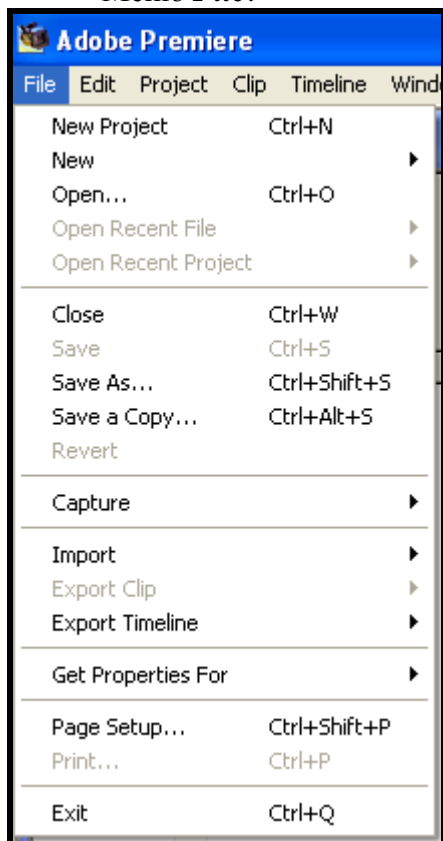 Adobe Premiere
File Edit Project Clip Timeline Wind
New Project Ctrl+N
New
Open... Ctrl+O
Open Recent File
Open Recent Project
Close Ctrl+W
Save Ctrl+S
Save As... Ctrl+Shift+S
Save a Copy... Ctrl+Alt+S
Revert
Capture
Import
Export Clip
Export Timeline
Get Properties For
Page Setup... Ctrl+Shift+P
Print... Ctrl+P
Exit Ctrl+Q